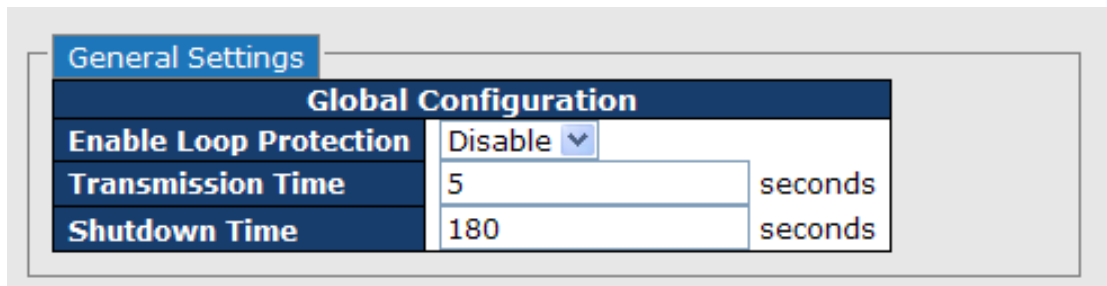 General Settings
Global Configuration
Enable Loop Protection Disable
Transmission Time 5 seconds
Shutdown Time 180 seconds